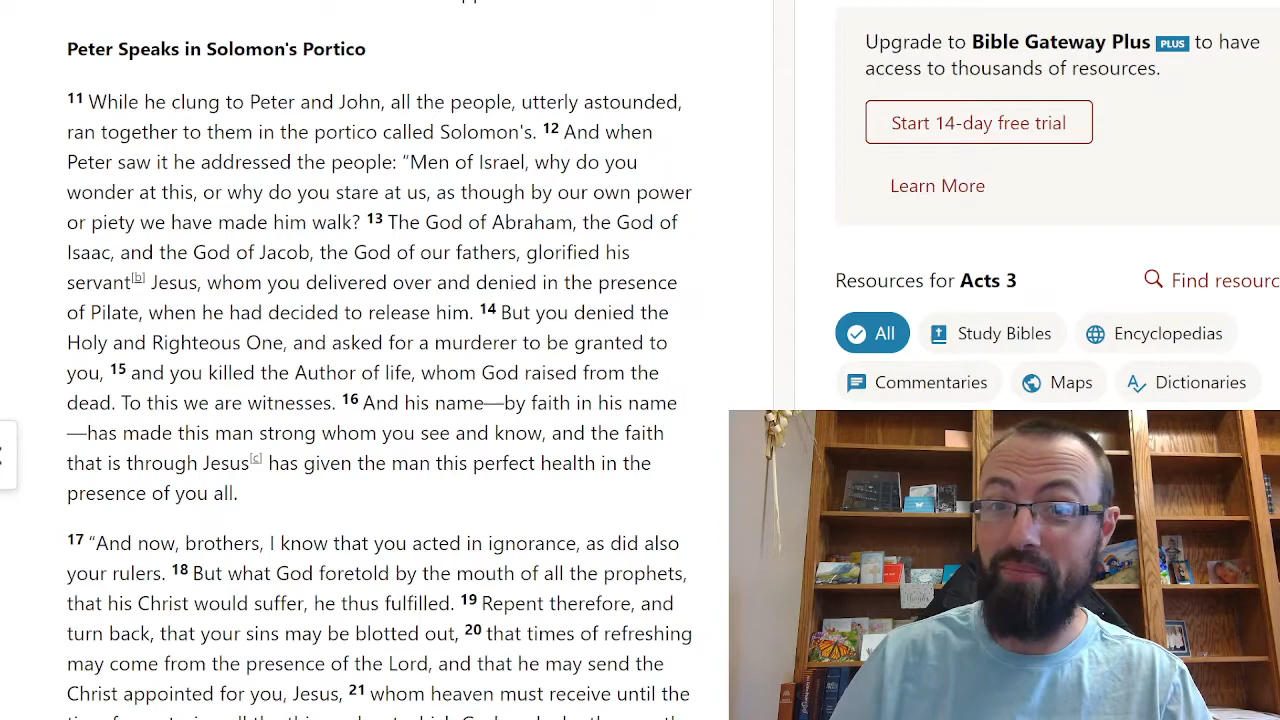 Peter Speaks in Solomon's Portico
11 While he clung to Peter and John, all the people, utterly astounded,
ran together to them in the portico called Solomon's. 12 And when
Peter saw it he addressed the people: “Men of Israel, why do you
wonder at this, or why do you stare at us, as though by our own power
or piety we have made him walk? 13 The God of Abraham, the God of
Isaac, and the God of Jacob, the God of our fathers, glorified his
servant[b] Jesus, whom you delivered over and denied in the presence
of Pilate, when he had decided to release him. 14 But you denied the
Holy and Righteous One, and asked for a murderer to be granted to
you, 15 and you killed the Author of life, whom God raised from the
dead. To this we are witnesses. 16 And his name—by faith in his name
—has made this man strong whom you see and know, and the faith
that is through Jesus[c] has given the man this perfect health in the
presence of you all.
17 “And now, brothers, I know that you acted in ignorance, as did also
your rulers. 18 But what God foretold by the mouth of all the prophets,
that his Christ would suffer, he thus fulfilled. 19 Repent therefore, and
turn back, that your sins may be blotted out, 20 that times of refreshing
may come from the presence of the Lord, and that he may send the
Christ appointed for you, Jesus, 21 whom heaven must receive until the
Upgrade to Bible Gateway Plus PLUS to have
access to thousands of resources.
Start 14-day free trial
Learn More
Resources for Acts 3
Find resourc
All
Study Bibles
Encyclopedias
Commentaries
Maps
Dictionaries